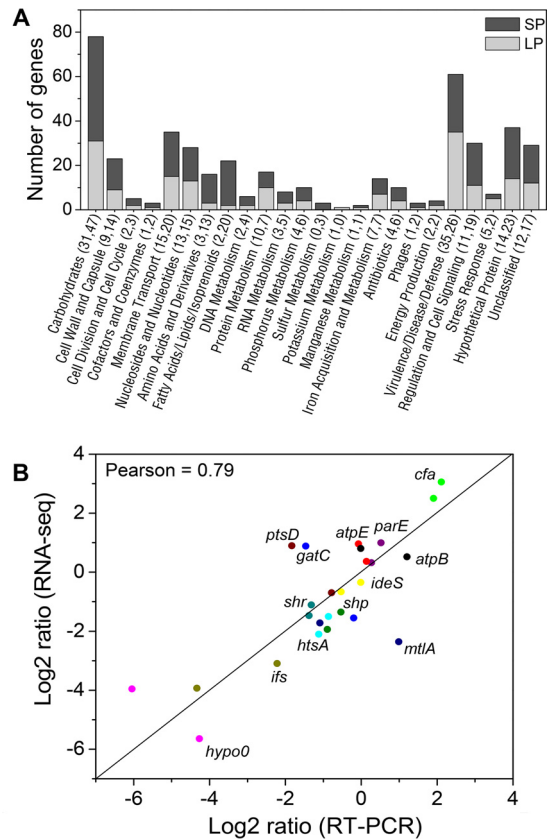 A
Number of genes
80
60
40
20
0
SP
LP
Carbohydrates (31,47)
Cell Wall and Capsule (9,14)
Cell Division and Cell Cycle (2,3)
Cofactors and Coenzymes (1,2)
Membrane Transport (15,20)
Nucleosides and Nucleotides (13,15)
Amino Acids and Derivatives (3,13)
Fatty Acids/Lipids/Isoprenoids (2,20)
DNA Metabolism (2,4)
Protein Metabolism (10,7)
RNA Metabolism (3,5)
Phosphorus Metabolism (4,6)
Sulfur Metabolism (0,3)
Potassium Metabolism (1,0)
Manganese Metabolism (1,1)
Iron Acquisition and Metabolism (7,7)
Antibiotics (4,6)
Phages (1,2)
Energy Production (2,2)
Virulence/Disease/Defense (35,26)
Regulation and Cell Signaling (11,19)
Stress Response (5,2)
Hypothetical Protein (14,23)
Unclassified (12,17)
B
Pearson = 0.79
Log2 ratio (RNA-seq)
4
2
0
-2
-4
-6
cfa
ptsD
gatC
atpE
parE
atpB
ideS
shr
shp
htsA
mtlA
ifs
hypo0
-6
-4
-2
0
2
4
Log2 ratio (RT-PCR)